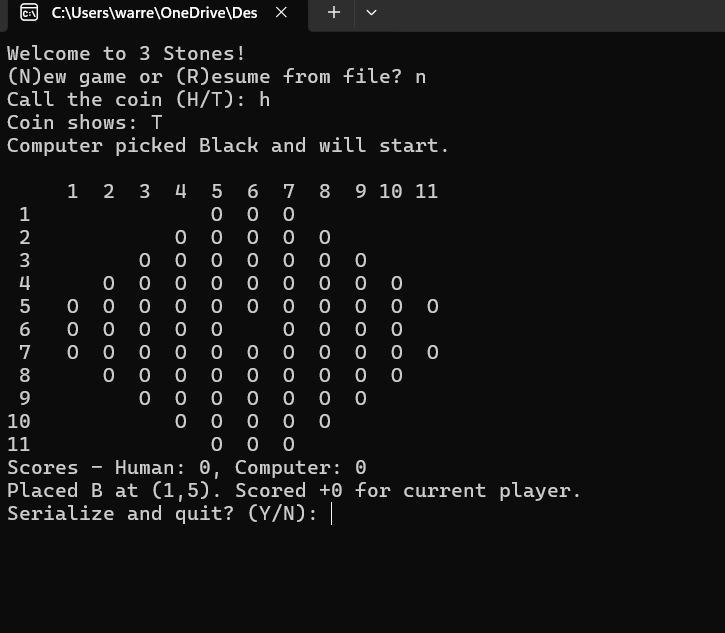 C:\Users\warre\OneDrive\Des
Welcome to 3 Stones!
(N)ew game or (R)esume from file? n
Call the coin (H/T): h
Coin shows: T
Computer picked Black and will start.
     1  2  3  4  5  6  7  8  9 10 11
 1               O  O  O
 2            O  O  O  O  O
 3         O  O  O  O  O  O  O
 4      O  O  O  O  O  O  O  O  O
 5   O  O  O  O  O  O  O  O  O  O  O
 6   O  O  O  O  O     O  O  O  O
 7   O  O  O  O  O  O  O  O  O  O  O
 8      O  O  O  O  O  O  O  O  O
 9         O  O  O  O  O  O  O
10            O  O  O  O  O
11               O  O  O
Scores - Human: 0, Computer: 0
Placed B at (1,5). Scored +0 for current player.
Serialize and quit? (Y/N):